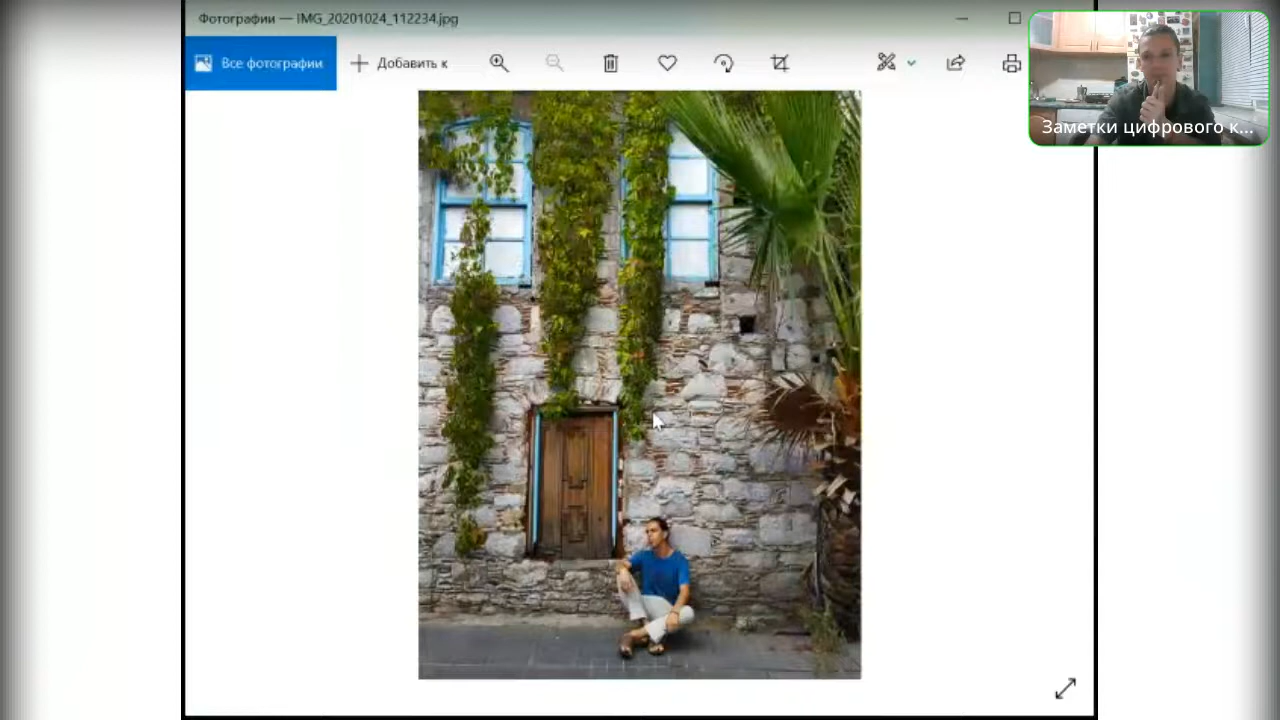 Фотографии — IMG_20201024_112234.jpg
Все фотографии
Добавить к
Заметки цифрового к...